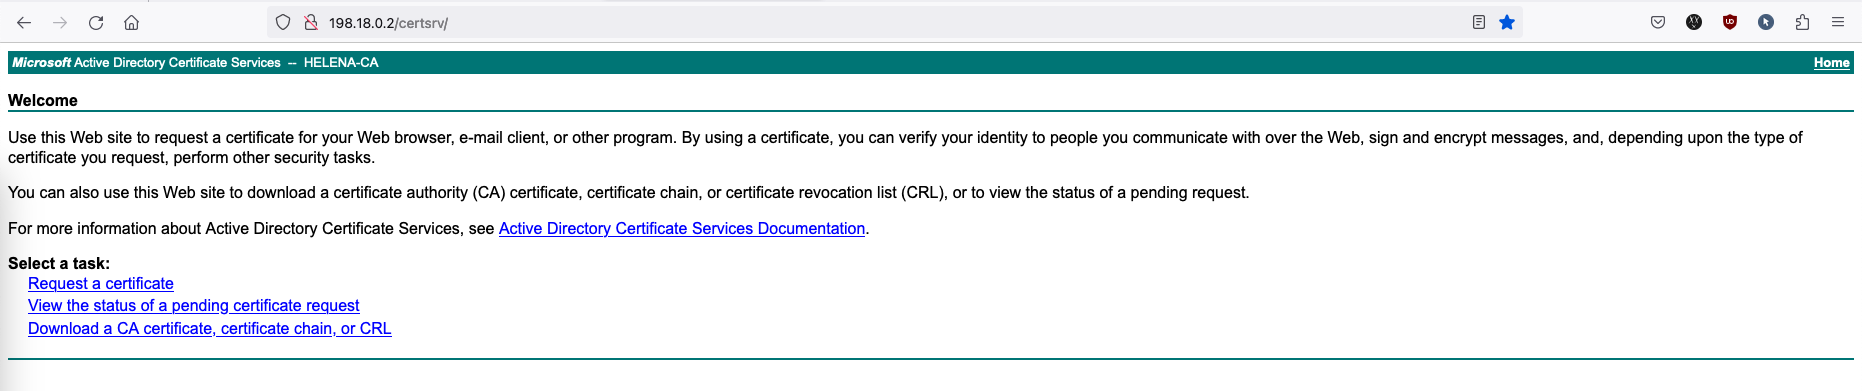 198.18.0.2/certsrv/
Microsoft Active Directory Certificate Services -- HELENA-CA Home
Welcome
Use this Web site to request a certificate for your Web browser, e-mail client, or other program. By using a certificate, you can verify your identity to people you communicate with over the Web, sign and encrypt messages, and, depending upon the type of
certificate you request, perform other security tasks.
You can also use this Web site to download a certificate authority (CA) certificate, certificate chain, or certificate revocation list (CRL), or to view the status of a pending request.
For more information about Active Directory Certificate Services, see Active Directory Certificate Services Documentation.
Select a task:
Request a certificate
View the status of a pending certificate request
Download a CA certificate, certificate chain, or CRL